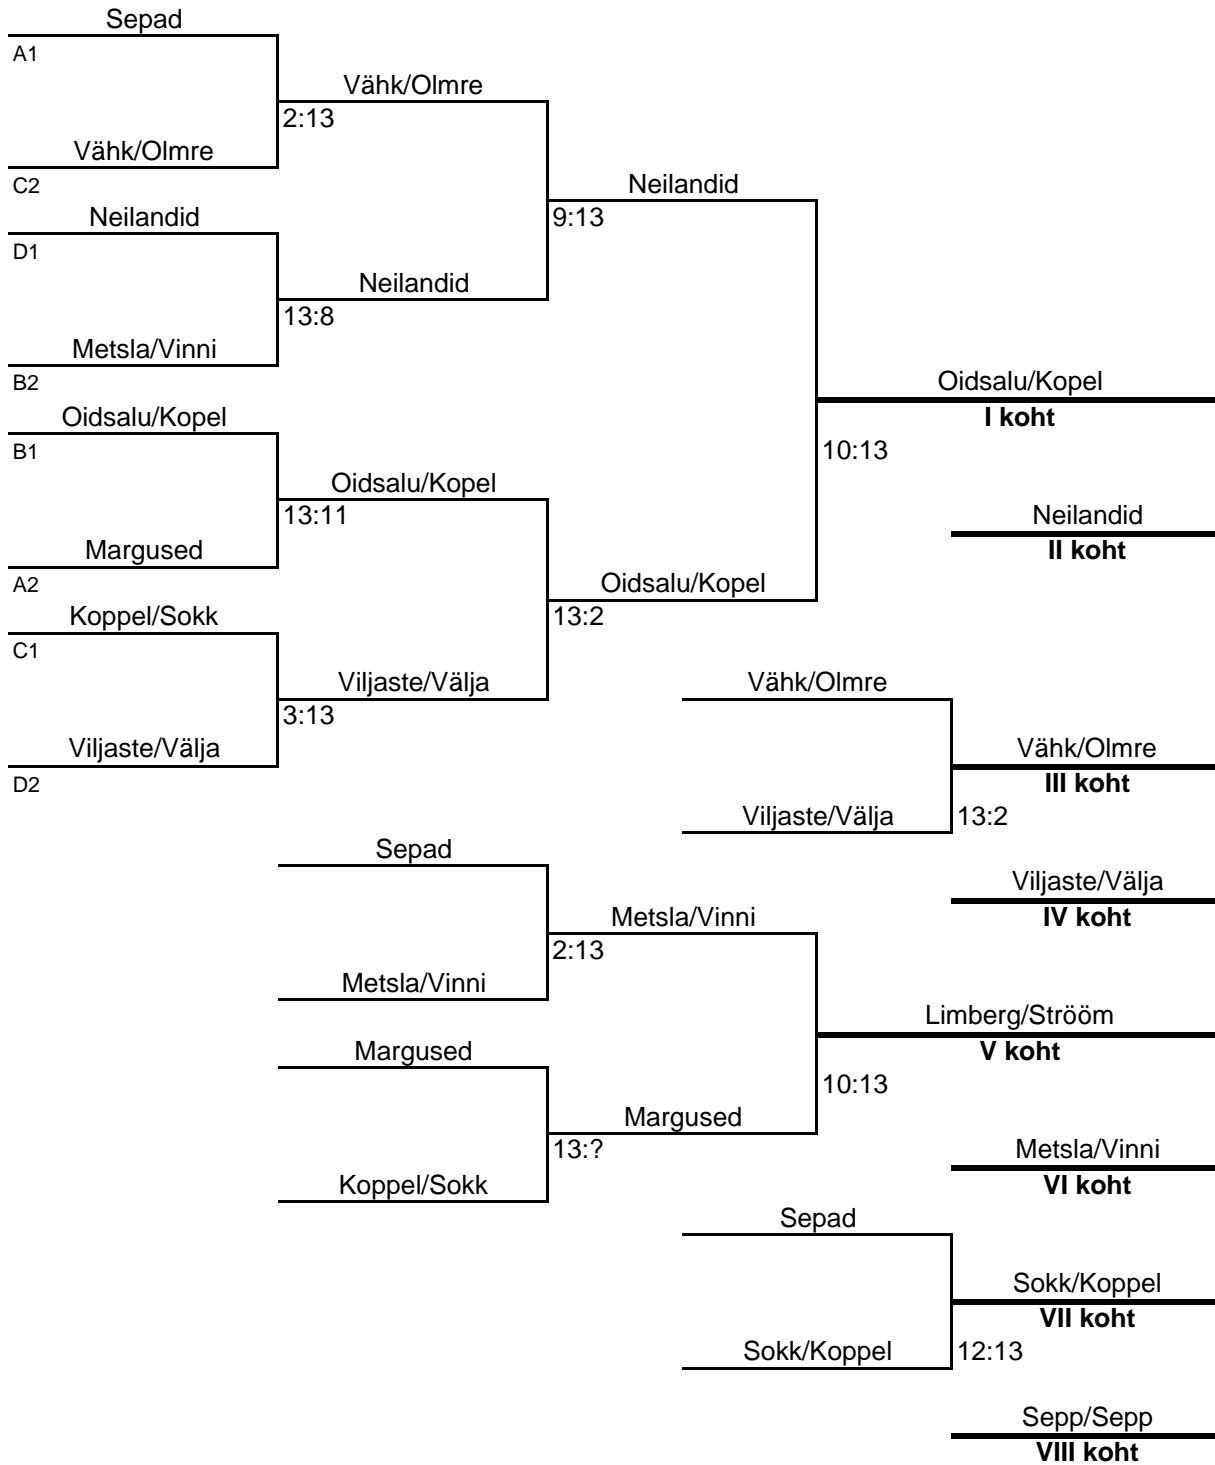 Sepad
A1
Vähk/Olmre
2:13
Vähk/Olmre
C2
Neilandid
9:13
Neilandid
D1
Neilandid
13:8
Metsla/Vinni
B2
Oidsalu/Kopel
I koht
Oidsalu/Kopel
B1
10:13
Oidsalu/Kopel
13:11
Neilandid
II koht
Margused
A2
Oidsalu/Kopel
13:2
Koppel/Sokk
C1
Viljaste/Välja
3:13
Vähk/Olmre
Viljaste/Välja
D2
Vähk/Olmre
III koht
Viljaste/Välja
13:2
Sepad
Viljaste/Välja
IV koht
Metsla/Vinni
2:13
Metsla/Vinni
Limberg/Ströōm
V koht
Margused
10:13
Margused
13:?
Metsla/Vinni
VI koht
Koppel/Sokk
Sepad
Sokk/Koppel
VII koht
Sokk/Koppel
12:13
Sepp/Sepp
VIII koht